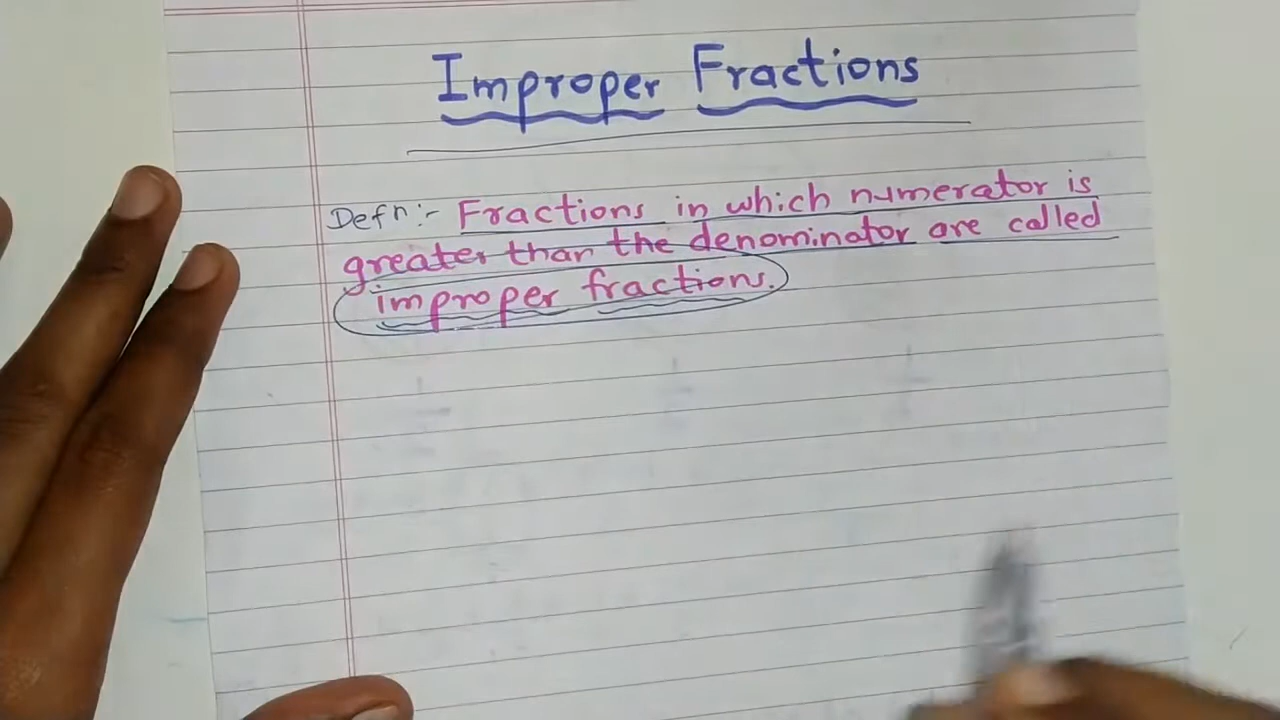 Improper Fractions
Defn:- Fractions in which numerator is
greater than the denominator are called
improper fractions.